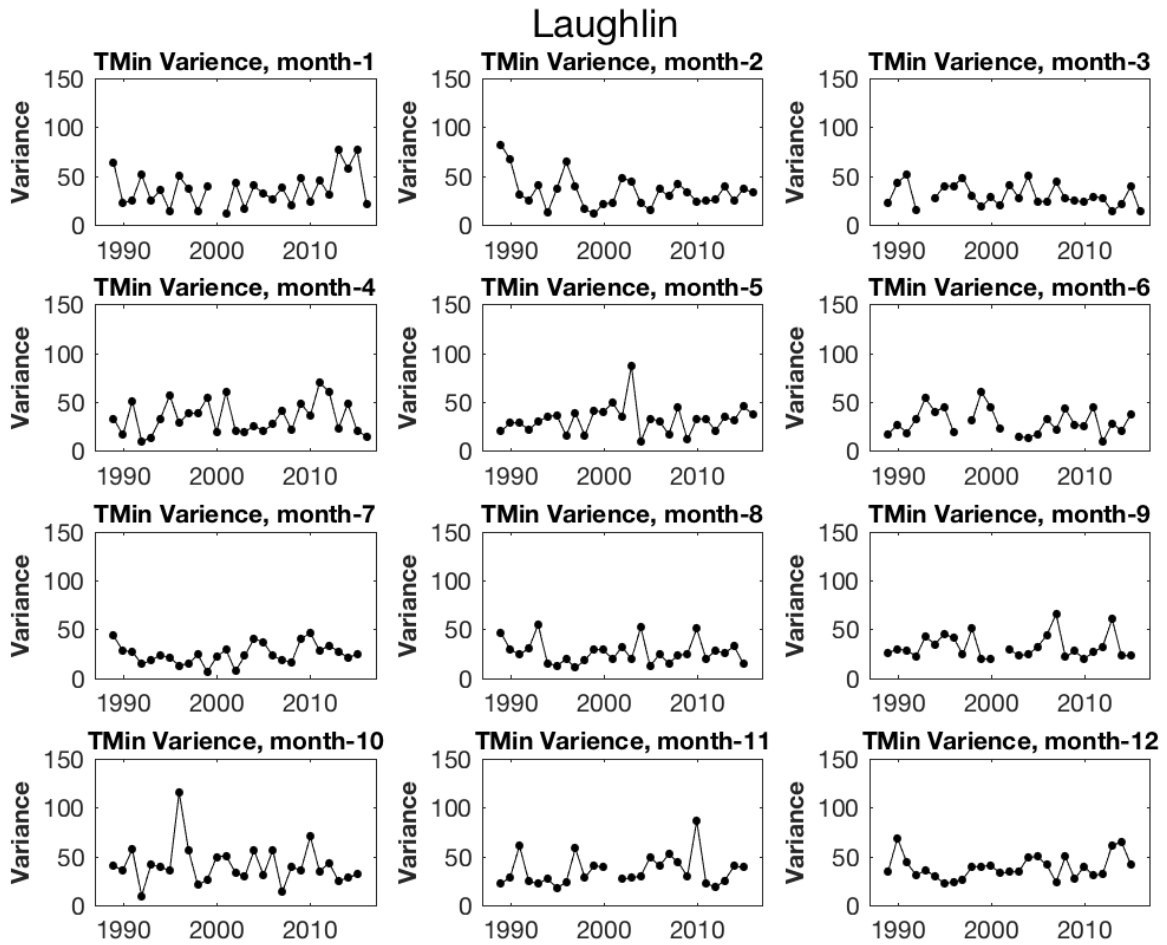 Laughlin
TMin Varience, month-1 TMin Varience, month-2 TMin Varience, month-3
150 150 150
100 100 100
50 50 50
0 0 0
Variance Variance Variance
1990 2000 2010 1990 2000 2010 1990 2000 2010
TMin Varience, month-4 TMin Varience, month-5 TMin Varience, month-6
150 150 150
100 100 100
50 50 50
0 0 0
Variance Variance Variance
1990 2000 2010 1990 2000 2010 1990 2000 2010
TMin Varience, month-7 TMin Varience, month-8 TMin Varience, month-9
150 150 150
100 100 100
50 50 50
0 0 0
Variance Variance Variance
1990 2000 2010 1990 2000 2010 1990 2000 2010
TMin Varience, month-10 TMin Varience, month-11 TMin Varience, month-12
150 150 150
100 100 100
50 50 50
0 0 0
Variance Variance Variance
1990 2000 2010 1990 2000 2010 1990 2000 2010